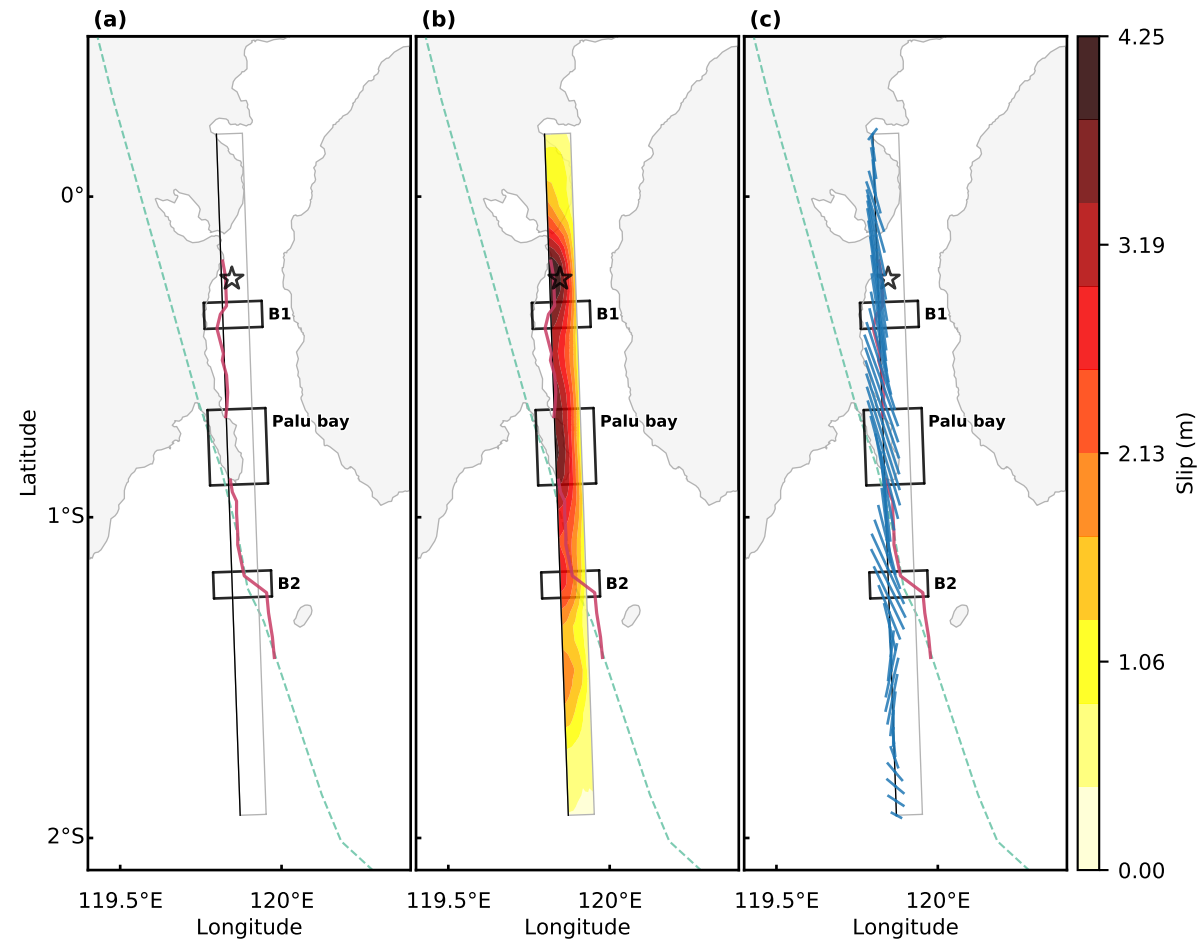 (a) (b) (c)
4.25
0°
3.19
B1 B1 B1
Palu bay Palu bay Palu bay
2.13
Latitude
Slip (m)
1°S
B2 B2 B2
1.06
2°S
0.00
119.5°E 120°E 119.5°E 120°E 119.5°E 120°E
Longitude Longitude Longitude